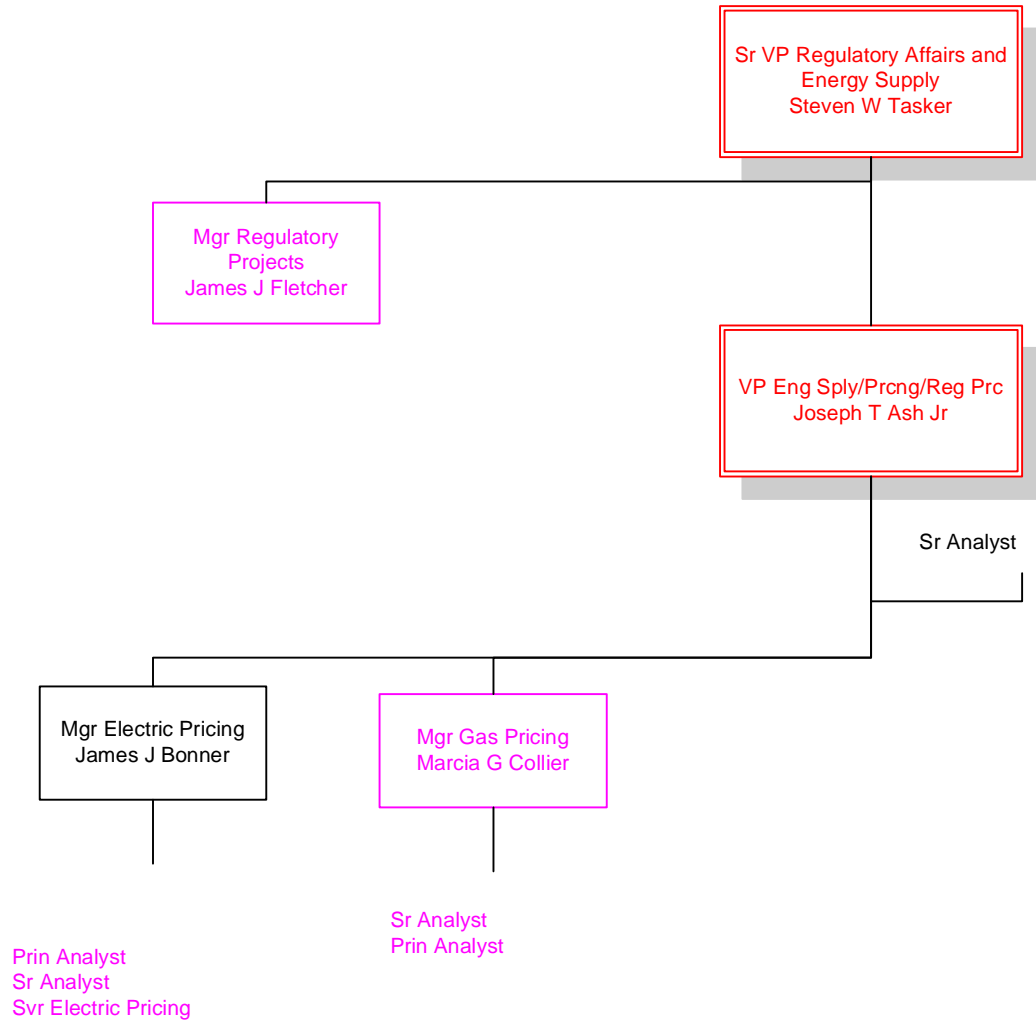 Sr VP Regulatory Affairs and
Energy Supply
Steven W Tasker
Mgr Regulatory
Projects
James J Fletcher
VP Eng Sply/Prcng/Reg Prc
Joseph T Ash Jr
Sr Analyst
Mgr Electric Pricing
James J Bonner
Mgr Gas Pricing
Marcia G Collier
Sr Analyst
Prin Analyst
Prin Analyst
Sr Analyst
Svr Electric Pricing